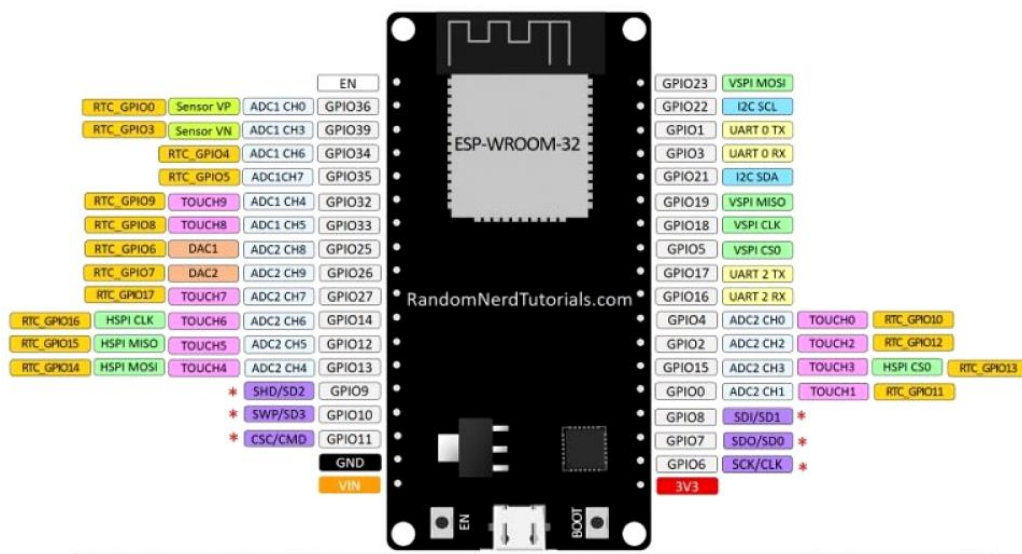 EN
GPIO23 VSPI MOSI
RTC_GPIO0 Sensor VP ADC1 CH0 GPIO36
GPIO22 I2C SCL
RTC_GPIO3 Sensor VN ADC1 CH3 GPIO39
GPIO1 UART 0 TX
RTC_GPIO4 ADC1 CH6 GPIO34
ESP-WROOM-32
GPIO3 UART 0 RX
RTC_GPIO5 ADC1CH7 GPIO35
GPIO21 I2C SDA
RTC_GPIO9 TOUCH9 ADC1 CH4 GPIO32
GPIO19 VSPI MISO
RTC_GPIO8 TOUCH8 ADC1 CH5 GPIO33
GPIO18 VSPI CLK
RTC_GPIO6 DAC1 ADC2 CH8 GPIO25
GPIO5 VSPI CS0
RTC_GPIO7 DAC2 ADC2 CH9 GPIO26
GPIO17 UART 2 TX
RTC_GPIO17 TOUCH7 ADC2 CH7 GPIO27
RandomNerdTutorials.com
GPIO16 UART 2 RX
RTC_GPIO16 HSPI CLK TOUCH6 ADC2 CH6 GPIO14
GPIO4 ADC2 CH0 TOUCH0 RTC_GPIO10
RTC_GPIO15 HSPI MISO TOUCH5 ADC2 CH5 GPIO12
GPIO2 ADC2 CH2 TOUCH2 RTC_GPIO12
RTC_GPIO14 HSPI MOSI TOUCH4 ADC2 CH4 GPIO13
GPIO15 ADC2 CH3 TOUCH3 HSPI CS0 RTC_GPIO13
* SHD/SD2 GPIO9
GPIO0 ADC2 CH1 TOUCH1 RTC_GPIO11
* SWP/SD3 GPIO10
GPIO8 SDI/SD1 *
* CSC/CMD GPIO11
GPIO7 SDO/SD0 *
GND
GPIO6 SCK/CLK *
VIN
3V3
EN
BOOT